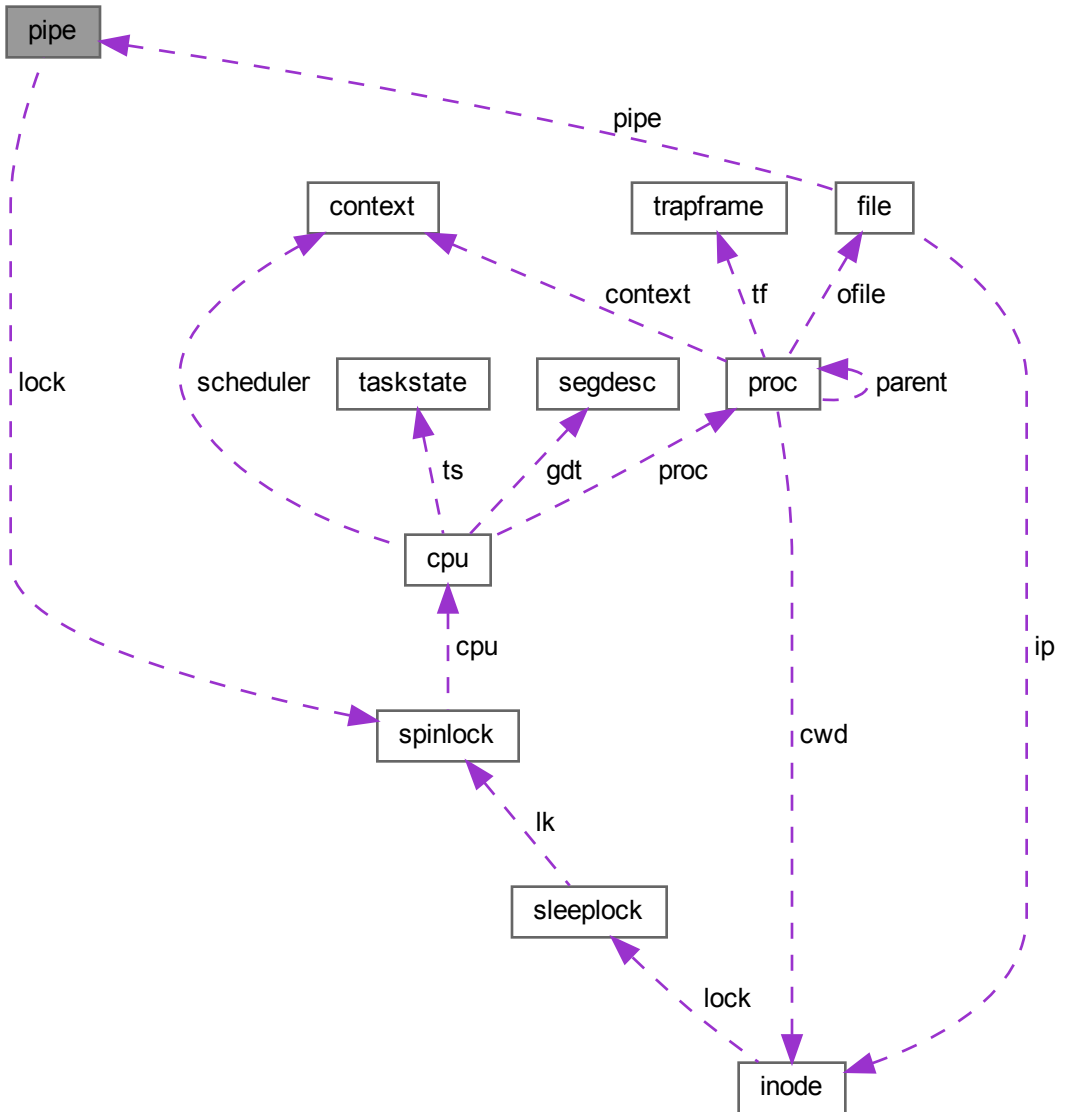 pipe
pipe
context
trapframe
file
context
tf
ofile
lock
scheduler
taskstate
segdesc
proc
parent
ts
gdt
proc
cpu
cpu
ip
spinlock
cwd
lk
sleeplock
lock
inode